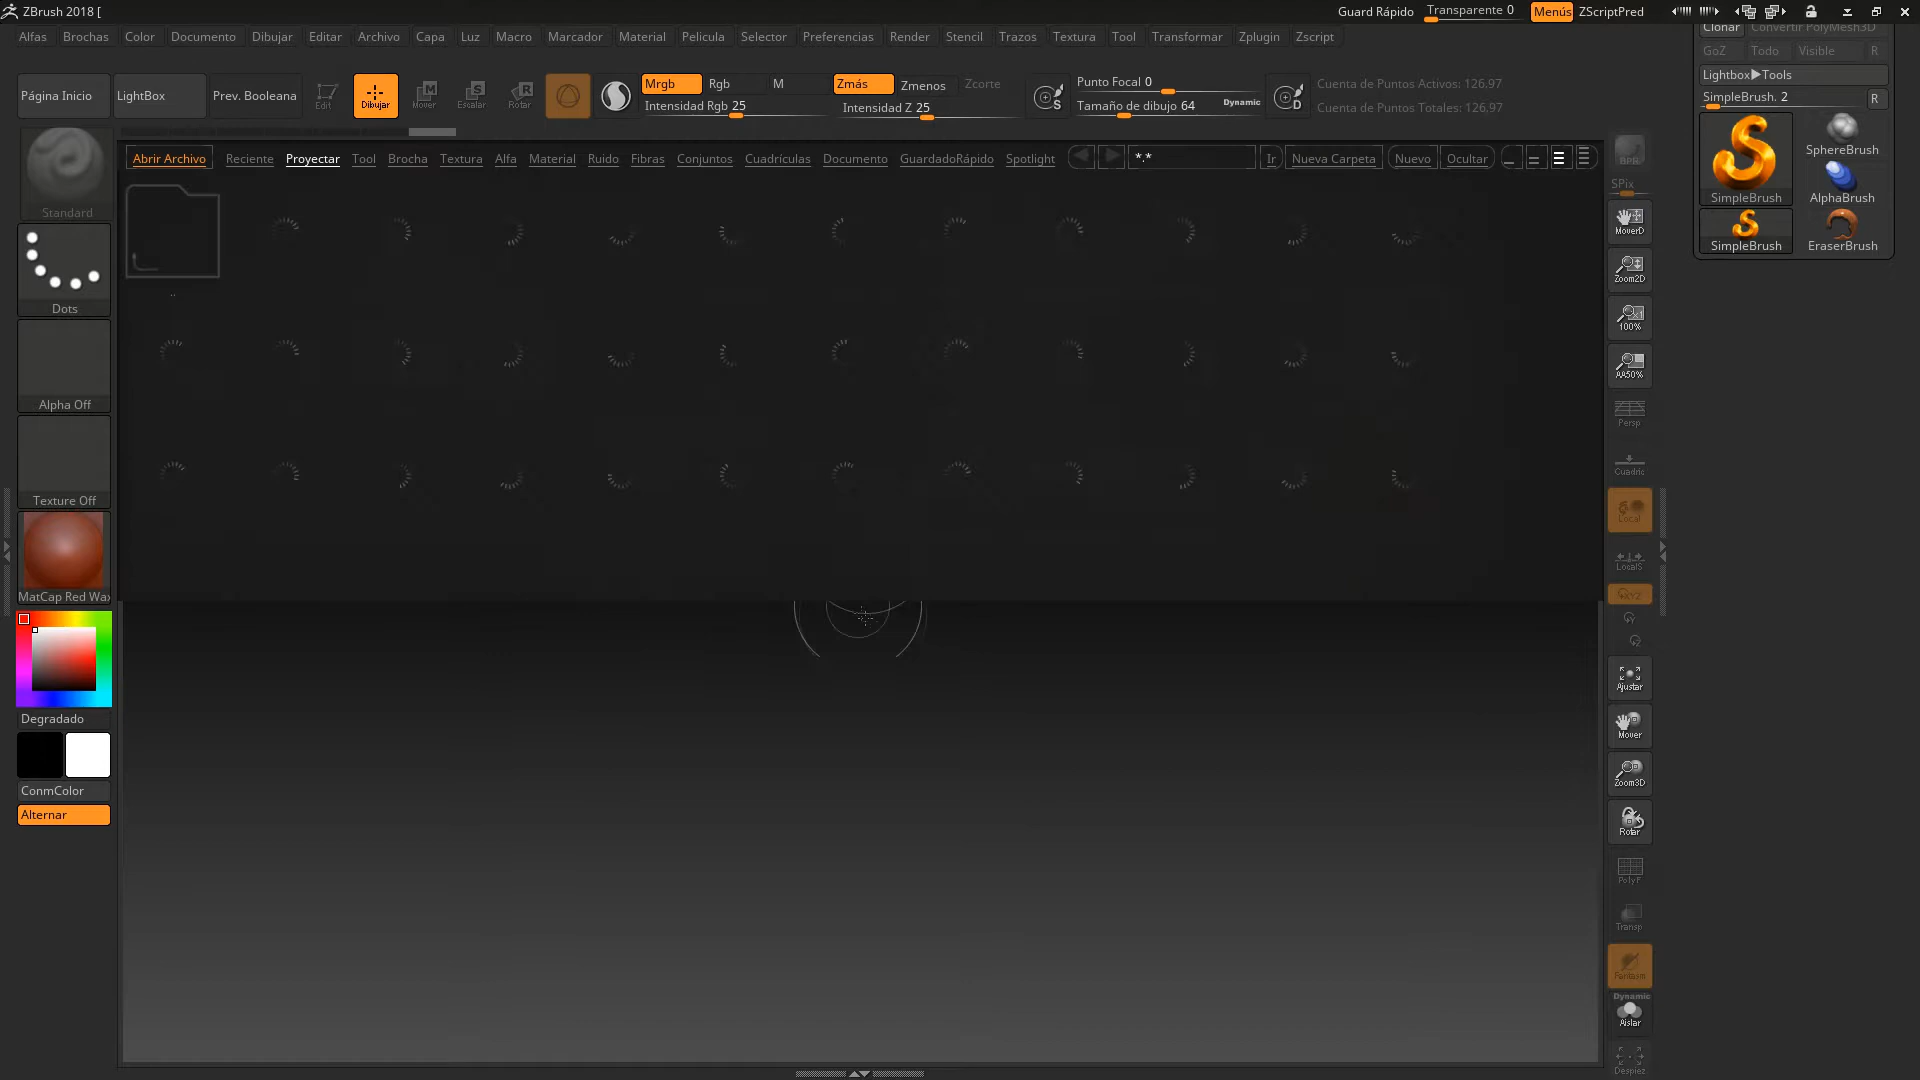 ZBrush 2018 [
Guard Rápido
Transparente 0
Menús
ZScriptPred
Alfas
Brochas
Color
Documento
Dibujar
Editar
Archivo
Capa
Luz
Macro
Marcador
Material
Pelicula
Selector
Preferencias
Render
Stencil
Trazos
Textura
Tool
Transformar
Zplugin
Zscript
Clonar
Convertir PolyMesh3D
GoZ
Todo
Visible
R
Lightbox▶Tools
SimpleBrush. 2
R
Página Inicio
LightBox
Prev. Booleana
Edit
Dibujar
Mover
Escalar
Rotar
Mrgb
Rgb
M
Intensidad Rgb 25
Zmás
Zmenos
Zcorte
Intensidad Z 25
S
Punto Focal 0
Tamaño de dibujo 64
Dynamic
D
Cuenta de Puntos Activos: 126,97
Cuenta de Puntos Totales: 126,97
Abrir Archivo
Reciente
Proyectar
Tool
Brocha
Textura
Alfa
Material
Ruido
Fibras
Conjuntos
Cuadrículas
Documento
GuardadoRápido
Spotlight
*.*
Ir
Nueva Carpeta
Nuevo
Ocultar
..
Standard
Dots
Alpha Off
Texture Off
MatCap Red Wax
Degradado
ConmColor
Alternar
BPR
SPix
MoverD
Zoom2D
100%
AA50%
Persp
Cuadric
Local
LocalS
XYZ
Ajustar
Mover
Zoom3D
Rotar
PolyF
Transp
Fantasm
Dynamic
Aislar
Despiez
SimpleBrush
SphereBrush
AlphaBrush
SimpleBrush
EraserBrush